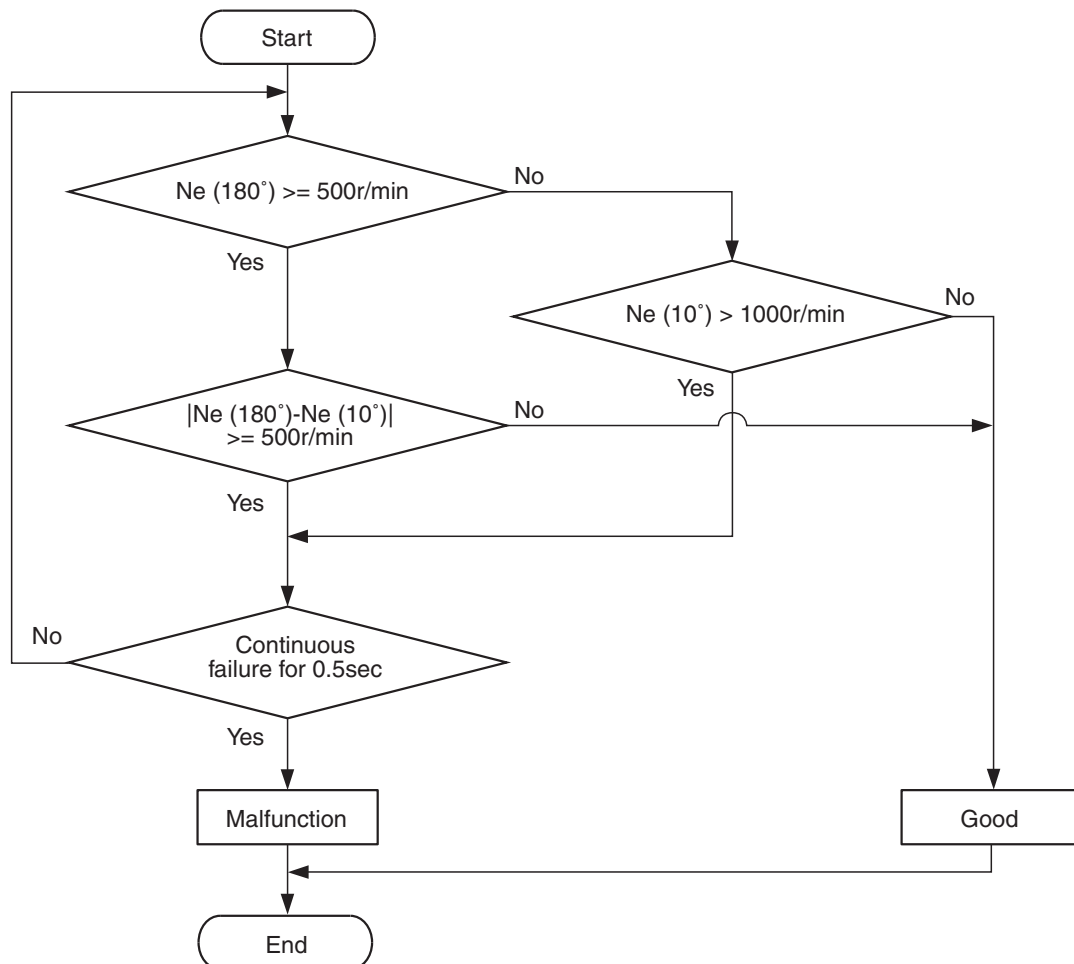 Start
Ne (180˚) >= 500r/min
No
Yes
Ne (10˚) > 1000r/min
No
Yes
|Ne (180˚)-Ne (10˚)|
>= 500r/min
No
Yes
Continuous
failure for 0.5sec
No
Yes
Malfunction
Good
End